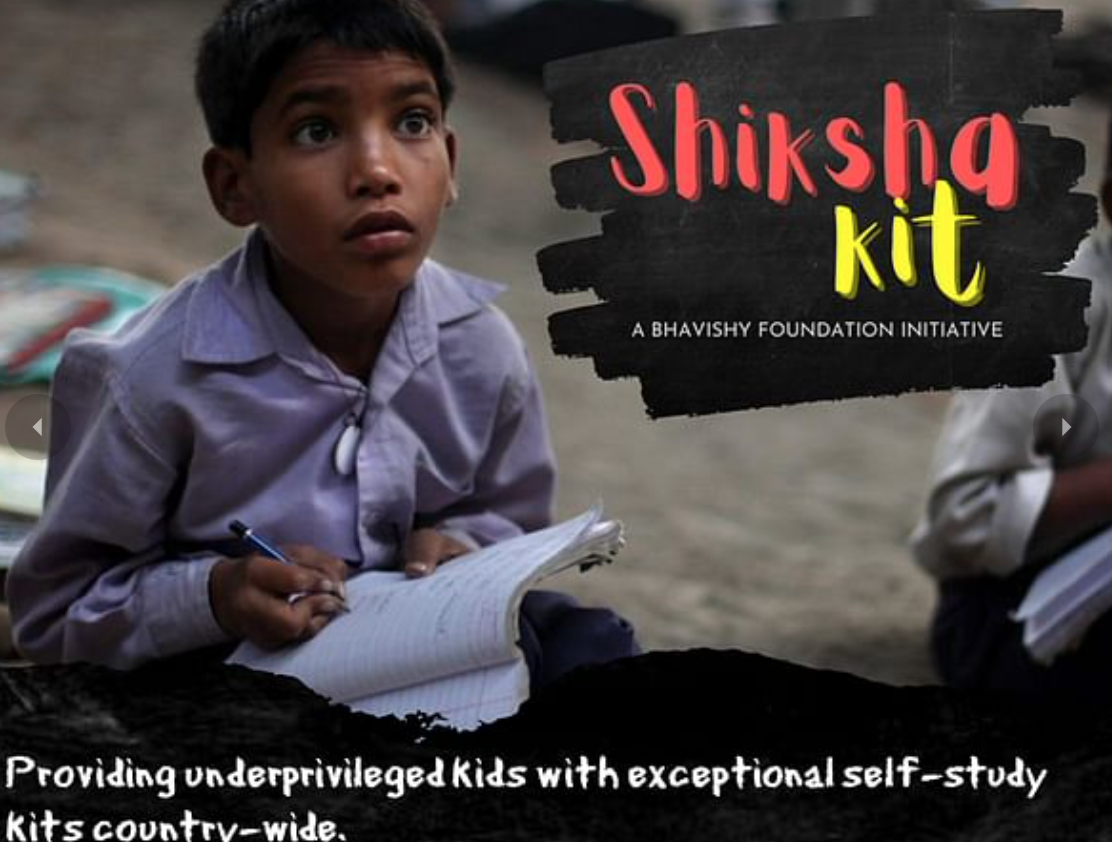 Shiksha
kit
A BHAVISHY FOUNDATION INITIATIVE
Providing underprivileged kids with exceptional self-study
kits country-wide.